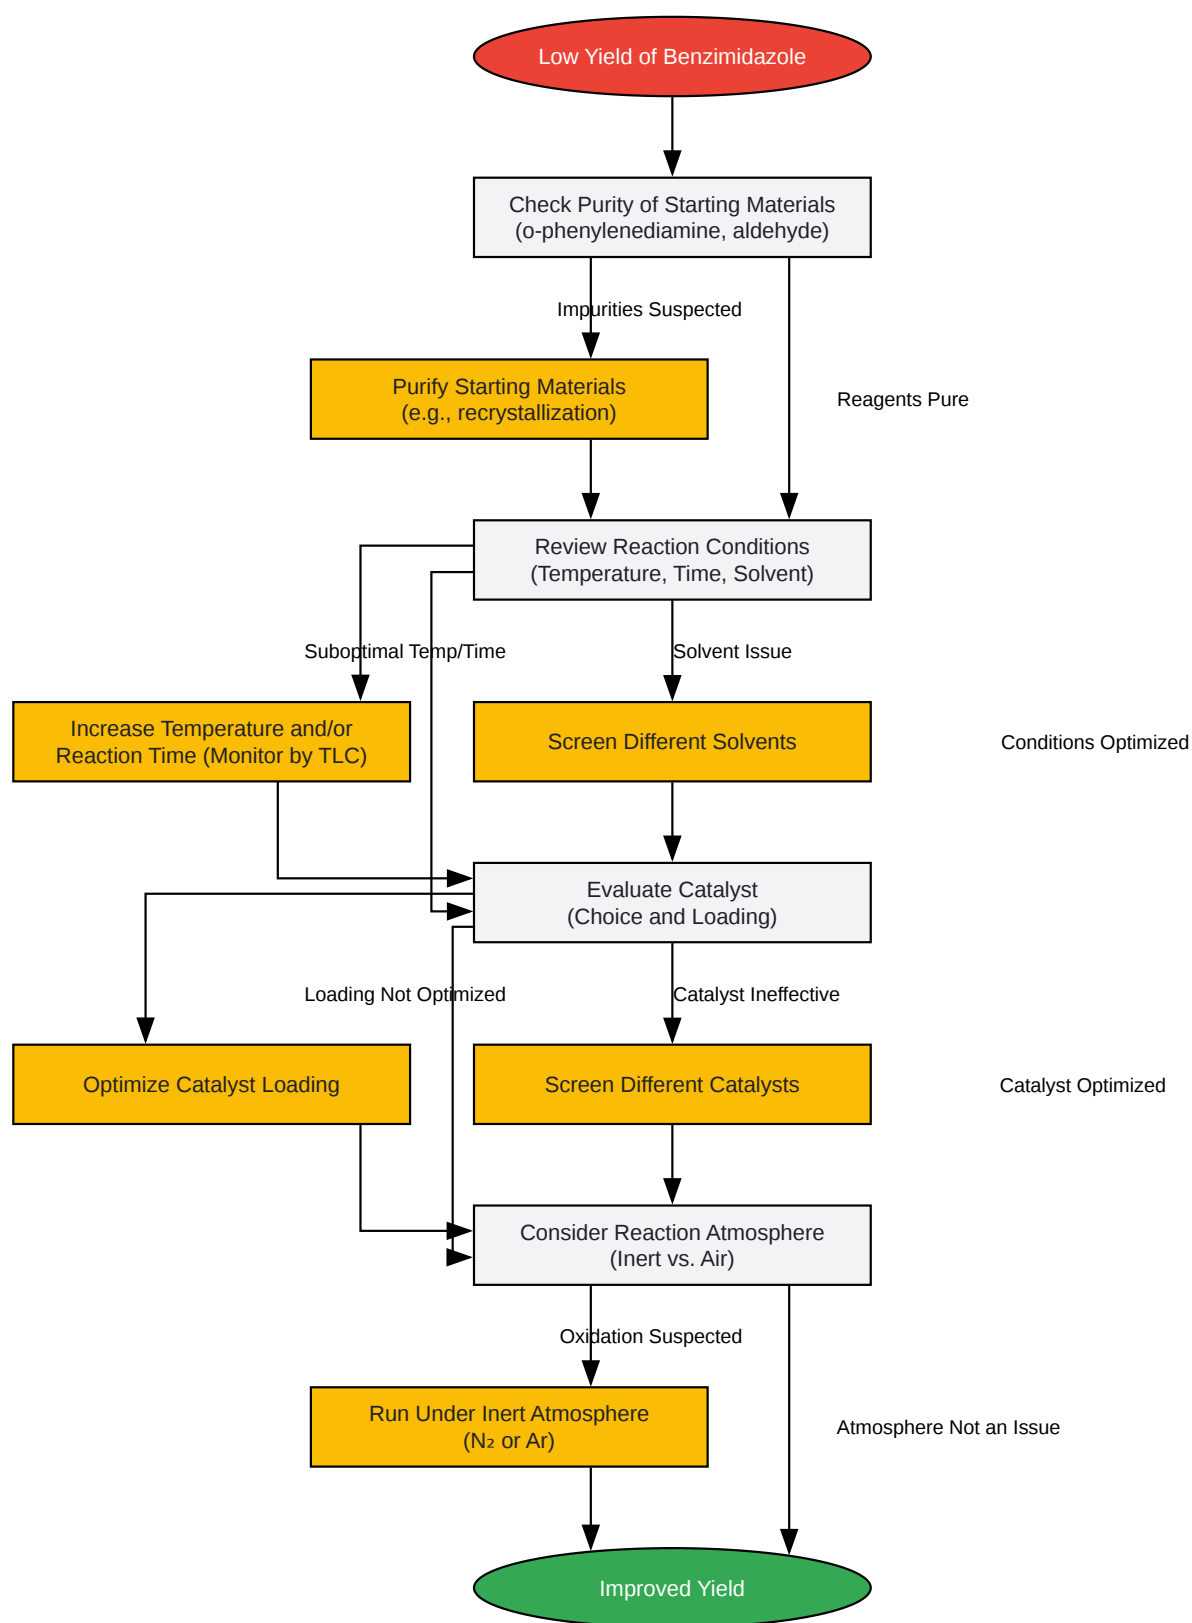 Low Yield of Benzimidazole
Check Purity of Starting Materials
(o-phenylenediamine, aldehyde)
Impurities Suspected
Purify Starting Materials
(e.g., recrystallization)
Reagents Pure
Review Reaction Conditions
(Temperature, Time, Solvent)
Suboptimal Temp/Time
Solvent Issue
Increase Temperature and/or
Reaction Time (Monitor by TLC)
Screen Different Solvents
Conditions Optimized
Evaluate Catalyst
(Choice and Loading)
Loading Not Optimized
Catalyst Ineffective
Optimize Catalyst Loading
Screen Different Catalysts
Catalyst Optimized
Consider Reaction Atmosphere
(Inert vs. Air)
Oxidation Suspected
Run Under Inert Atmosphere
(N₂ or Ar)
Atmosphere Not an Issue
Improved Yield